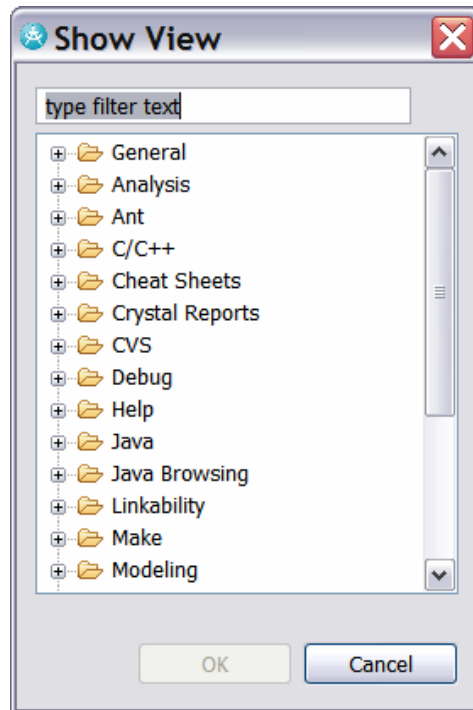 Show View
type filter text
General
Analysis
Ant
C/C++
Cheat Sheets
Crystal Reports
CVS
Debug
Help
Java
Java Browsing
Linkability
Make
Modeling
OK Cancel